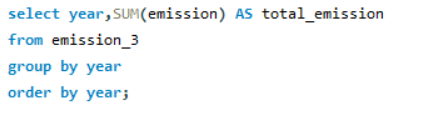 select year,SUM(emission) AS total_emission
from emission_3
group by year
order by year;